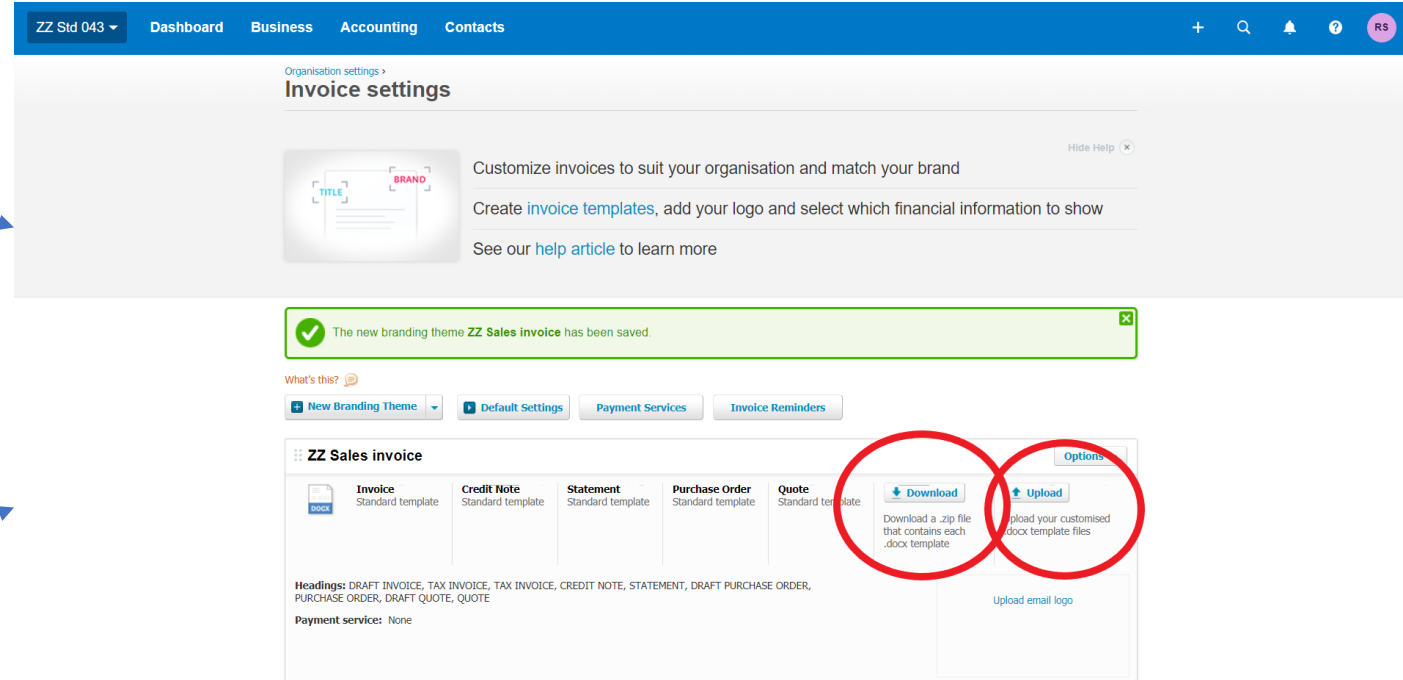 ZZ Std 043 Dashboard Business Accounting Contacts RS
Organisation settings ›
Invoice settings
Hide Help
TITLE BRAND
Customize invoices to suit your organisation and match your brand
Create invoice templates, add your logo and select which financial information to show
See our help article to learn more
The new branding theme ZZ Sales invoice has been saved.
What's this?
New Branding Theme Default Settings Payment Services Invoice Reminders
ZZ Sales invoice Options
DOCX
Invoice
Standard template
Credit Note
Standard template
Statement
Standard template
Purchase Order
Standard template
Quote
Standard template
Download
Download a .zip file
that contains each
.docx template
Upload
Upload your customised
.docx template files
Headings: DRAFT INVOICE, TAX INVOICE, TAX INVOICE, CREDIT NOTE, STATEMENT, DRAFT PURCHASE ORDER,
PURCHASE ORDER, DRAFT QUOTE, QUOTE
Payment service: None
Upload email logo